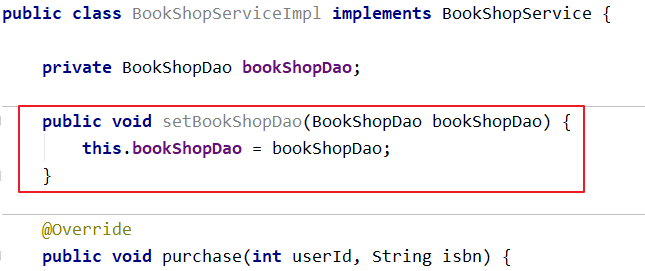 public class BookShopServiceImpl implements BookShopService {
private BookShopDao bookShopDao;
public void setBookShopDao(BookShopDao bookShopDao) {
this.bookShopDao = bookShopDao;
}
@Override
public void purchase(int userId, String isbn) {